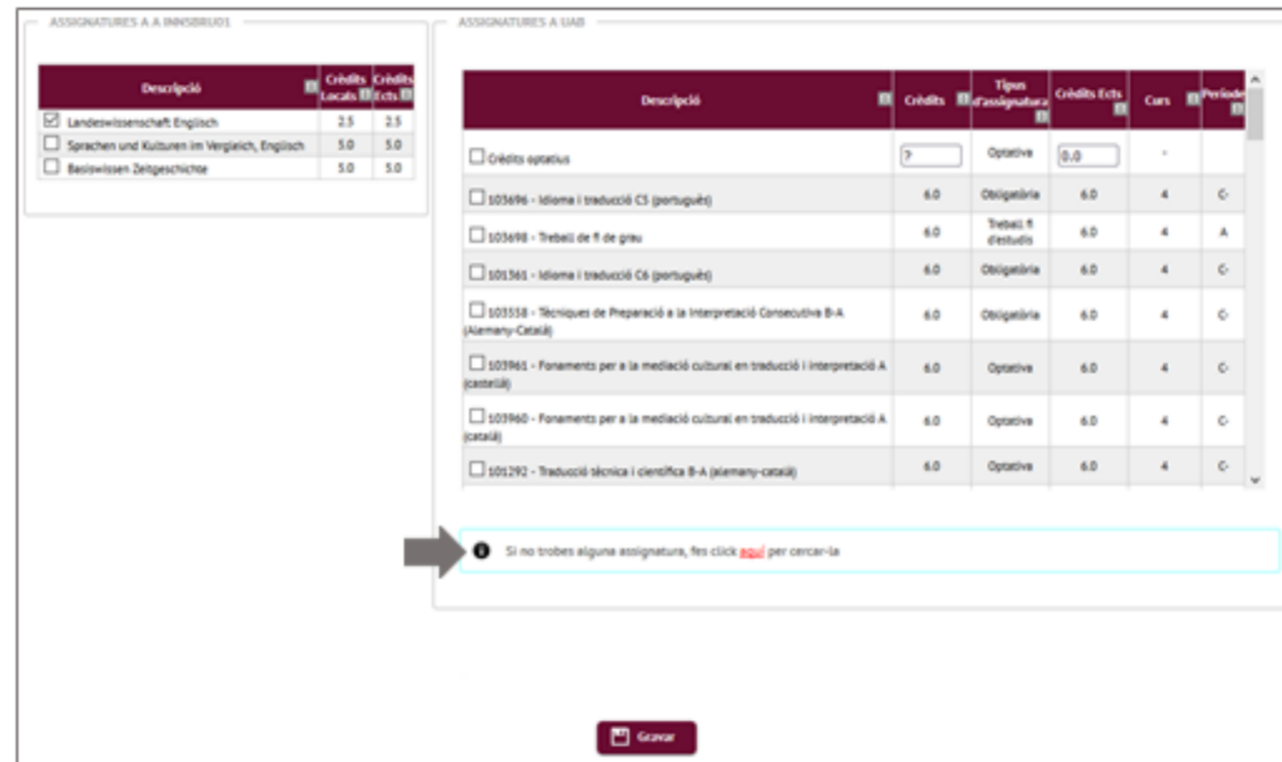 ASSIGNATURES A A INNSBRU01
Descripció Crèdits Locals Crèdits Ects
Landeswissenschaft Englisch 2.5 2.5
Sprachen und Kulturen im Vergleich, Englisch 5.0 5.0
Basiswissen Zeitgeschichte 5.0 5.0
ASSIGNATURES A UAB
Descripció Crèdits Tipus d'assignatura Crèdits Ects Curs Periode
Crèdits optatius ? Optativa 0.0 -
103696 - Idioma i traducció C5 (portuguès) 6.0 Obligatòria 6.0 4 C-
103698 - Treball de fi de grau 6.0 Treball fi d'estudis 6.0 4 A
101361 - Idioma i traducció C6 (portuguès) 6.0 Obligatòria 6.0 4 C-
103558 - Tècniques de Preparació a la Interpretació Consecutiva B-A
(Alemany-Català) 6.0 Obligatòria 6.0 4 C-
103961 - Fonaments per a la mediació cultural en traducció i interpretació A
(castellà) 6.0 Optativa 6.0 4 C-
103960 - Fonaments per a la mediació cultural en traducció i interpretació A
(català) 6.0 Optativa 6.0 4 C-
101292 - Traducció tècnica i científica B-A (alemany-català) 6.0 Optativa 6.0 4 C-
Si no trobes alguna assignatura, fes click aquí per cercar-la
Gravar